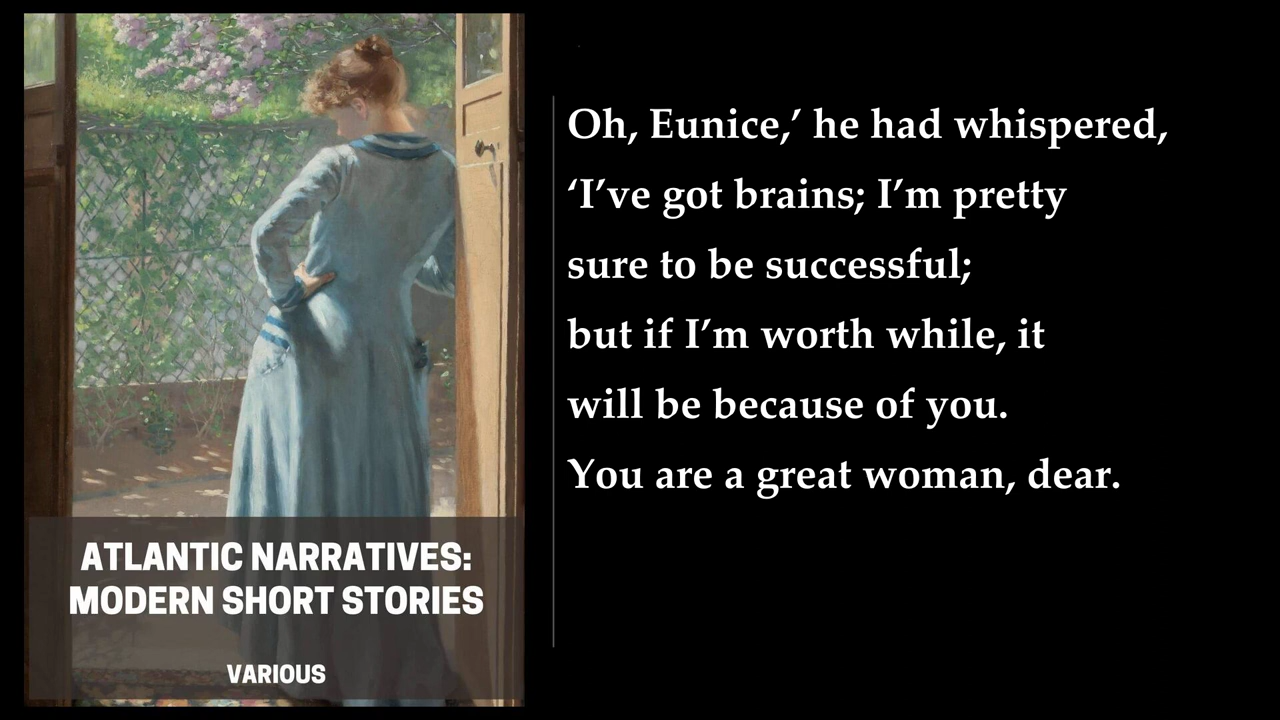 ATLANTIC NARRATIVES:
MODERN SHORT STORIES
VARIOUS
Oh, Eunice,’ he had whispered,
‘I’ve got brains; I’m pretty
sure to be successful;
but if I’m worth while, it
will be because of you.
You are a great woman, dear.